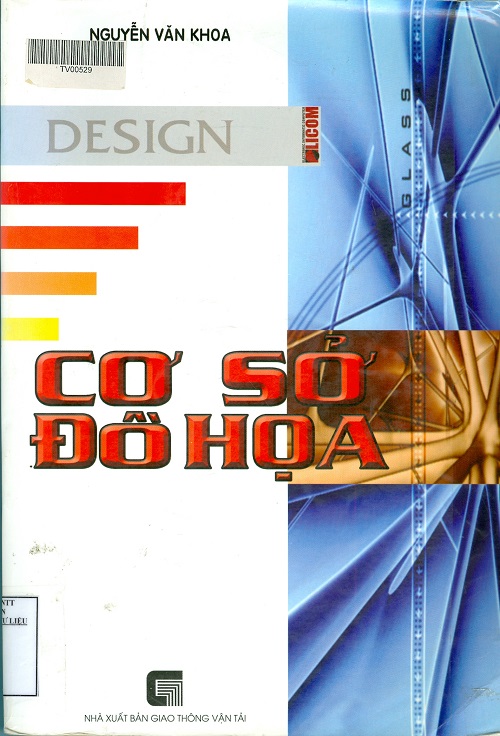 NGUYỄN VĂN KHOA
TV00529
DESIGN
LICOM
GLASS
CƠ SỞ
ĐỒ HỌA
NTT
N
Ư LIỆU
NHÀ XUẤT BẢN GIAO THÔNG VẬN TẢI